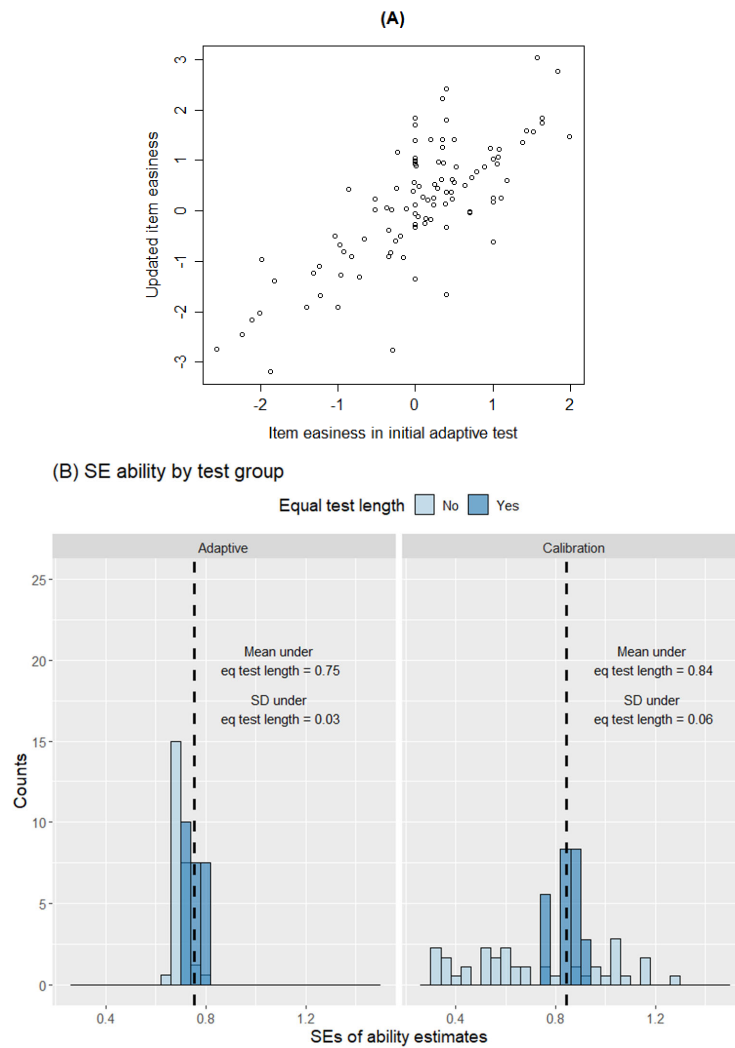 (A)
3
2
1
0
-1
-2
-3
Updated item easiness
-2 -1 0 1 2
Item easiness in initial adaptive test
(B) SE ability by test group
Equal test length No Yes
Adaptive Calibration
25
20
15
10
5
0
Counts
Mean under
eq test length = 0.75
SD under
eq test length = 0.03
Mean under
eq test length = 0.84
SD under
eq test length = 0.06
0.4 0.8 1.2 0.4 0.8 1.2
SEs of ability estimates